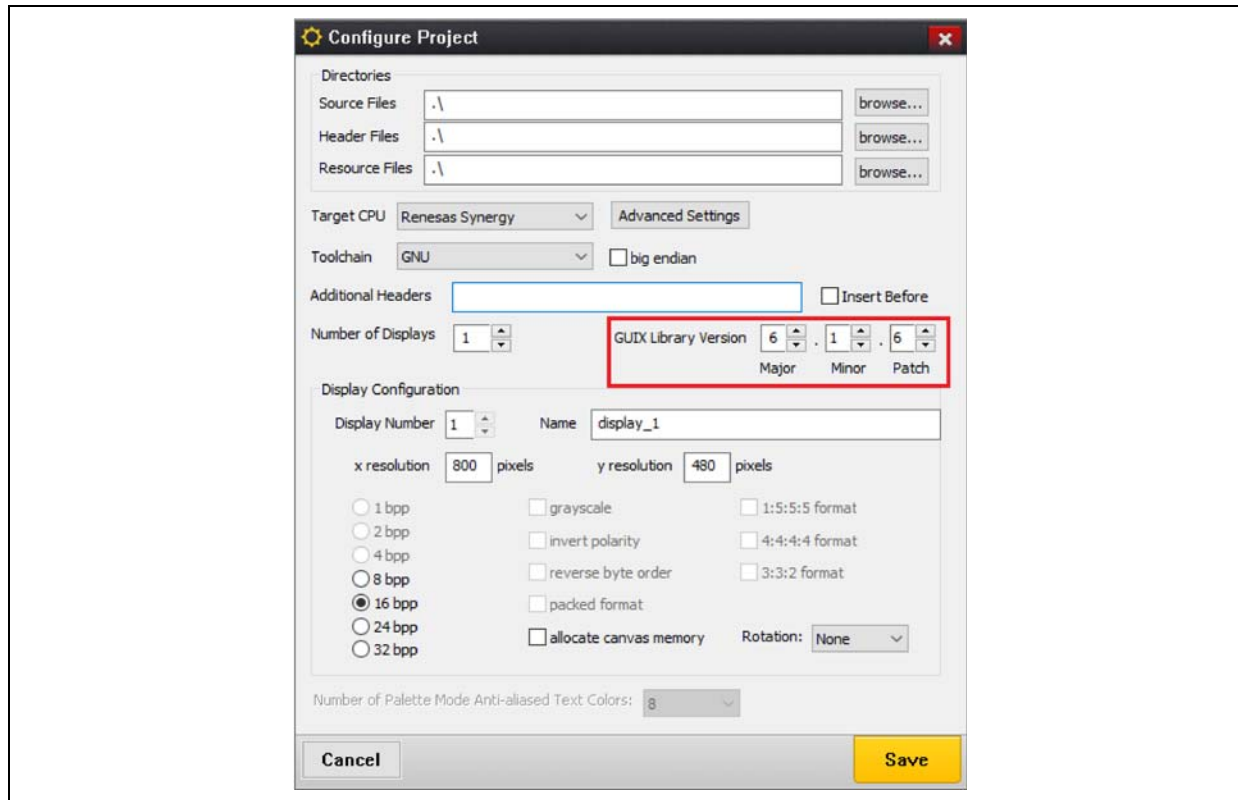 Configure Project
Directories
Source Files .\ browse...
Header Files .\ browse...
Resource Files .\ browse...
Target CPU Renesas Synergy Advanced Settings
Toolchain GNU big endian
Additional Headers Insert Before
Number of Displays 1 GUIX Library Version 6 . 1 . 6
Major Minor Patch
Display Configuration
Display Number 1 Name display_1
x resolution 800 pixels y resolution 480 pixels
1 bpp grayscale 1:5:5:5 format
2 bpp invert polarity 4:4:4:4 format
4 bpp reverse byte order 3:3:2 format
8 bpp
16 bpp packed format
24 bpp allocate canvas memory Rotation: None
32 bpp
Number of Palette Mode Anti-aliased Text Colors: 8
Cancel Save